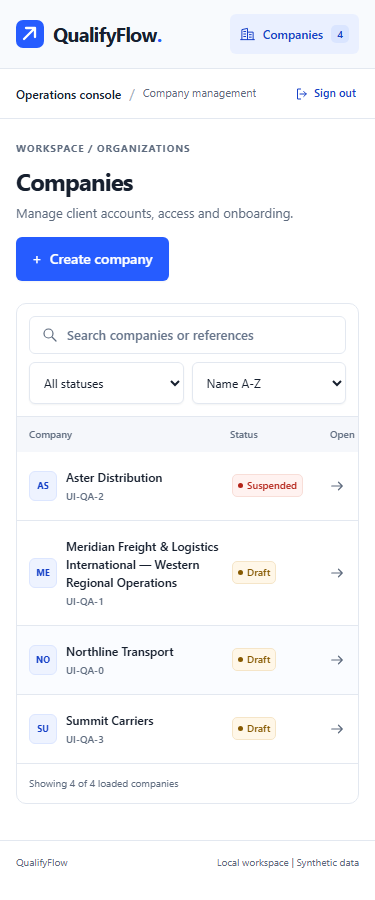 QualifyFlow.
Companies 4
Operations console / Company management
Sign out
WORKSPACE / ORGANIZATIONS
Companies
Manage client accounts, access and onboarding.
+ Create company
Search companies or references
All statuses
Name A-Z
Company Status Open
AS
Aster Distribution
UI-QA-2
Suspended
ME
Meridian Freight & Logistics
International — Western
Regional Operations
UI-QA-1
Draft
NO
Northline Transport
UI-QA-0
Draft
SU
Summit Carriers
UI-QA-3
Draft
Showing 4 of 4 loaded companies
QualifyFlow
Local workspace | Synthetic data